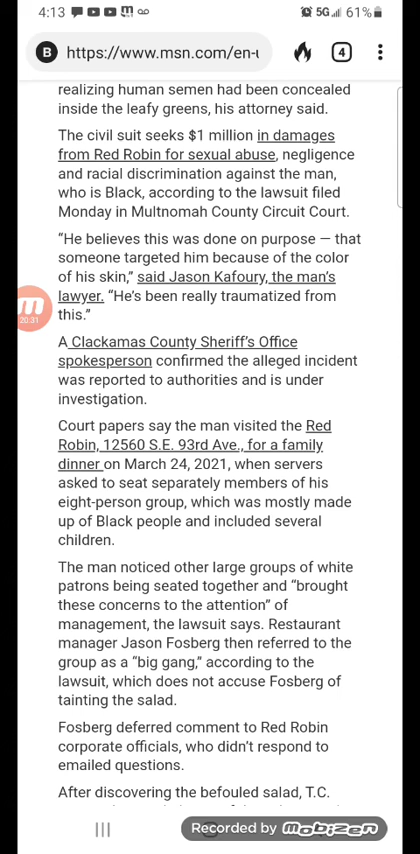 4:13
5G 61%
B https://www.msn.com/en-u
4
realizing human semen had been concealed
inside the leafy greens, his attorney said.
The civil suit seeks $1 million in damages
from Red Robin for sexual abuse, negligence
and racial discrimination against the man,
who is Black, according to the lawsuit filed
Monday in Multnomah County Circuit Court.
“He believes this was done on purpose — that
someone targeted him because of the color
of his skin,” said Jason Kafoury, the man’s
lawyer. “He’s been really traumatized from
this.”
m
20:31
A Clackamas County Sheriff’s Office
spokesperson confirmed the alleged incident
was reported to authorities and is under
investigation.
Court papers say the man visited the Red
Robin, 12560 S.E. 93rd Ave., for a family
dinner on March 24, 2021, when servers
asked to seat separately members of his
eight-person group, which was mostly made
up of Black people and included several
children.
The man noticed other large groups of white
patrons being seated together and “brought
these concerns to the attention” of
management, the lawsuit says. Restaurant
manager Jason Fosberg then referred to the
group as a “big gang,” according to the
lawsuit, which does not accuse Fosberg of
tainting the salad.
Fosberg deferred comment to Red Robin
corporate officials, who didn’t respond to
emailed questions.
After discovering the befouled salad, T.C.
Recorded by mobizen